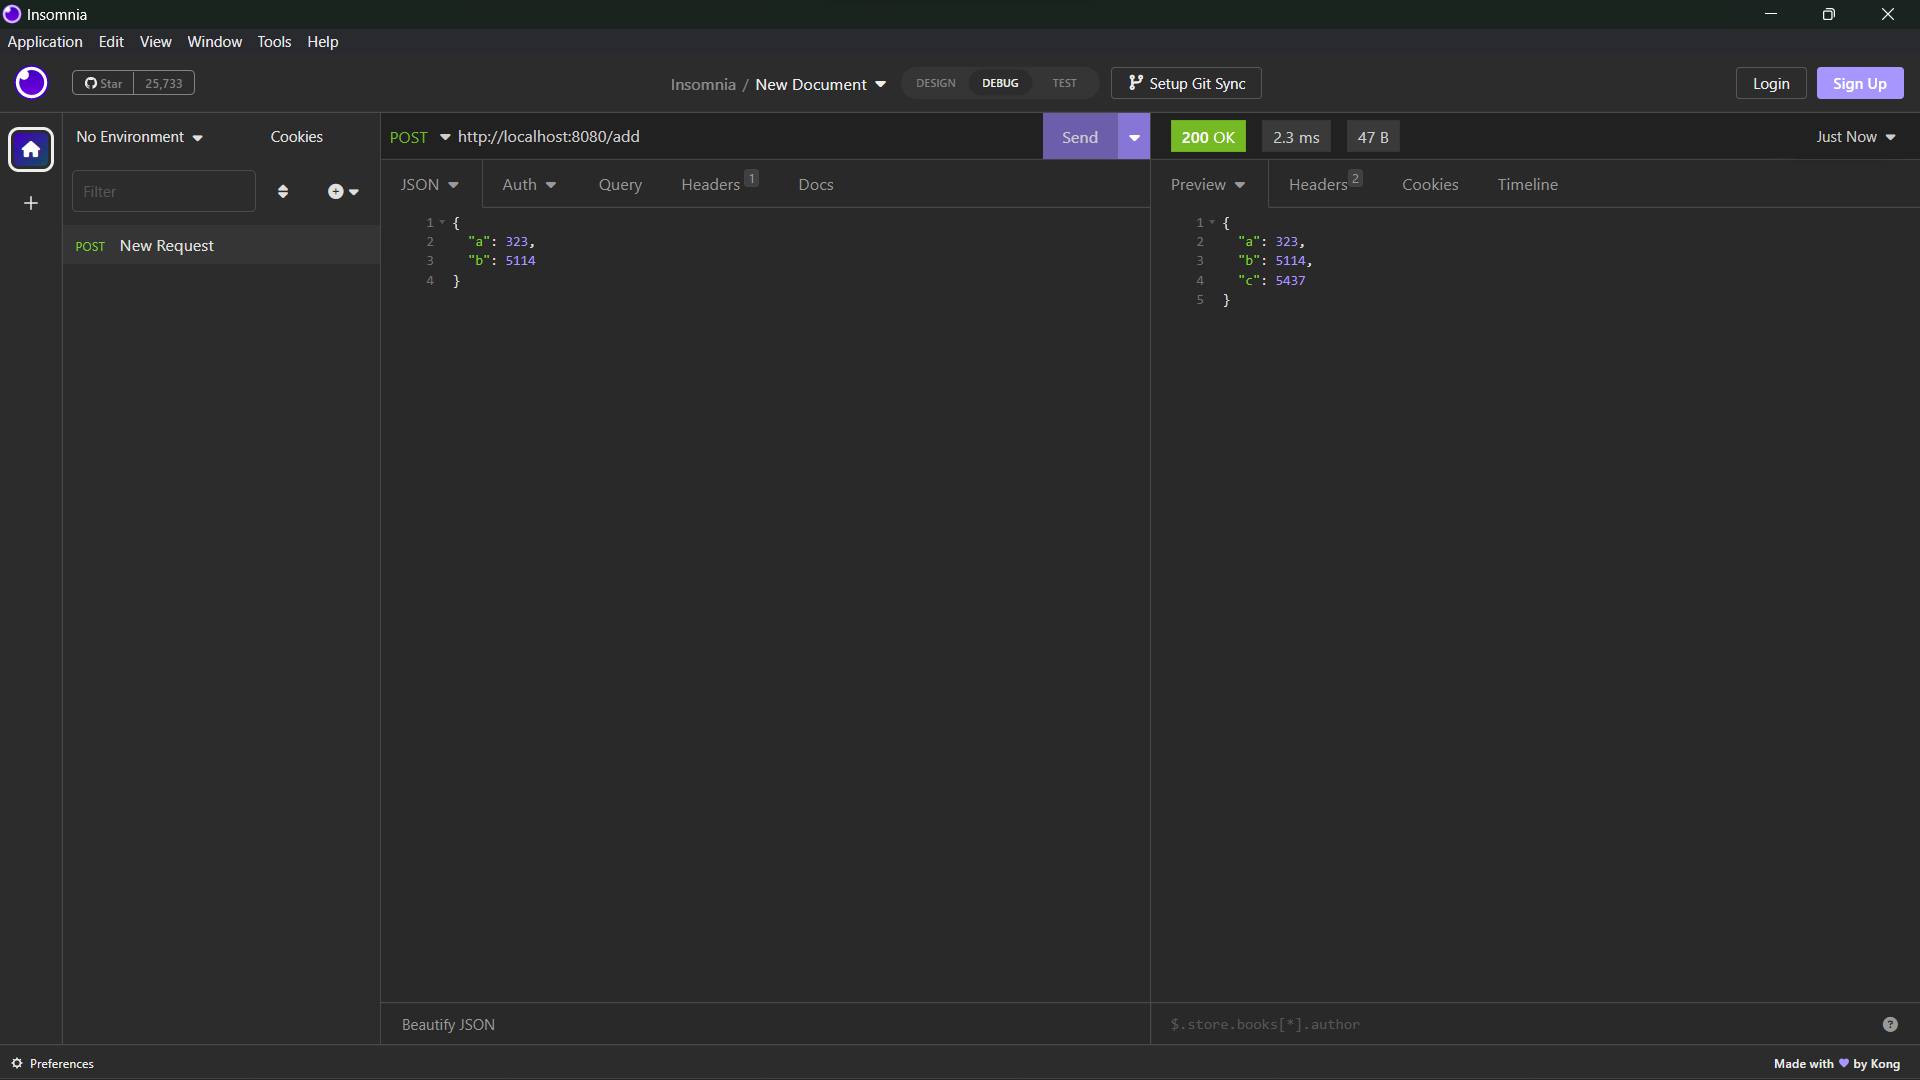 Insomnia
Application Edit View Window Tools Help
Star 25,733
Insomnia / New Document
DESIGN DEBUG TEST
Setup Git Sync
Login Sign Up
No Environment Cookies
Filter
POST New Request
POST http://localhost:8080/add Send
JSON Auth Query Headers 1 Docs
1 {
2 "a": 323,
3 "b": 5114
4 }
Beautify JSON
200 OK 2.3 ms 47 B Just Now
Preview Headers 2 Cookies Timeline
1 {
2 "a": 323,
3 "b": 5114,
4 "c": 5437
5 }
$.store.books[*].author ?
Preferences
Made with 💜 by Kong